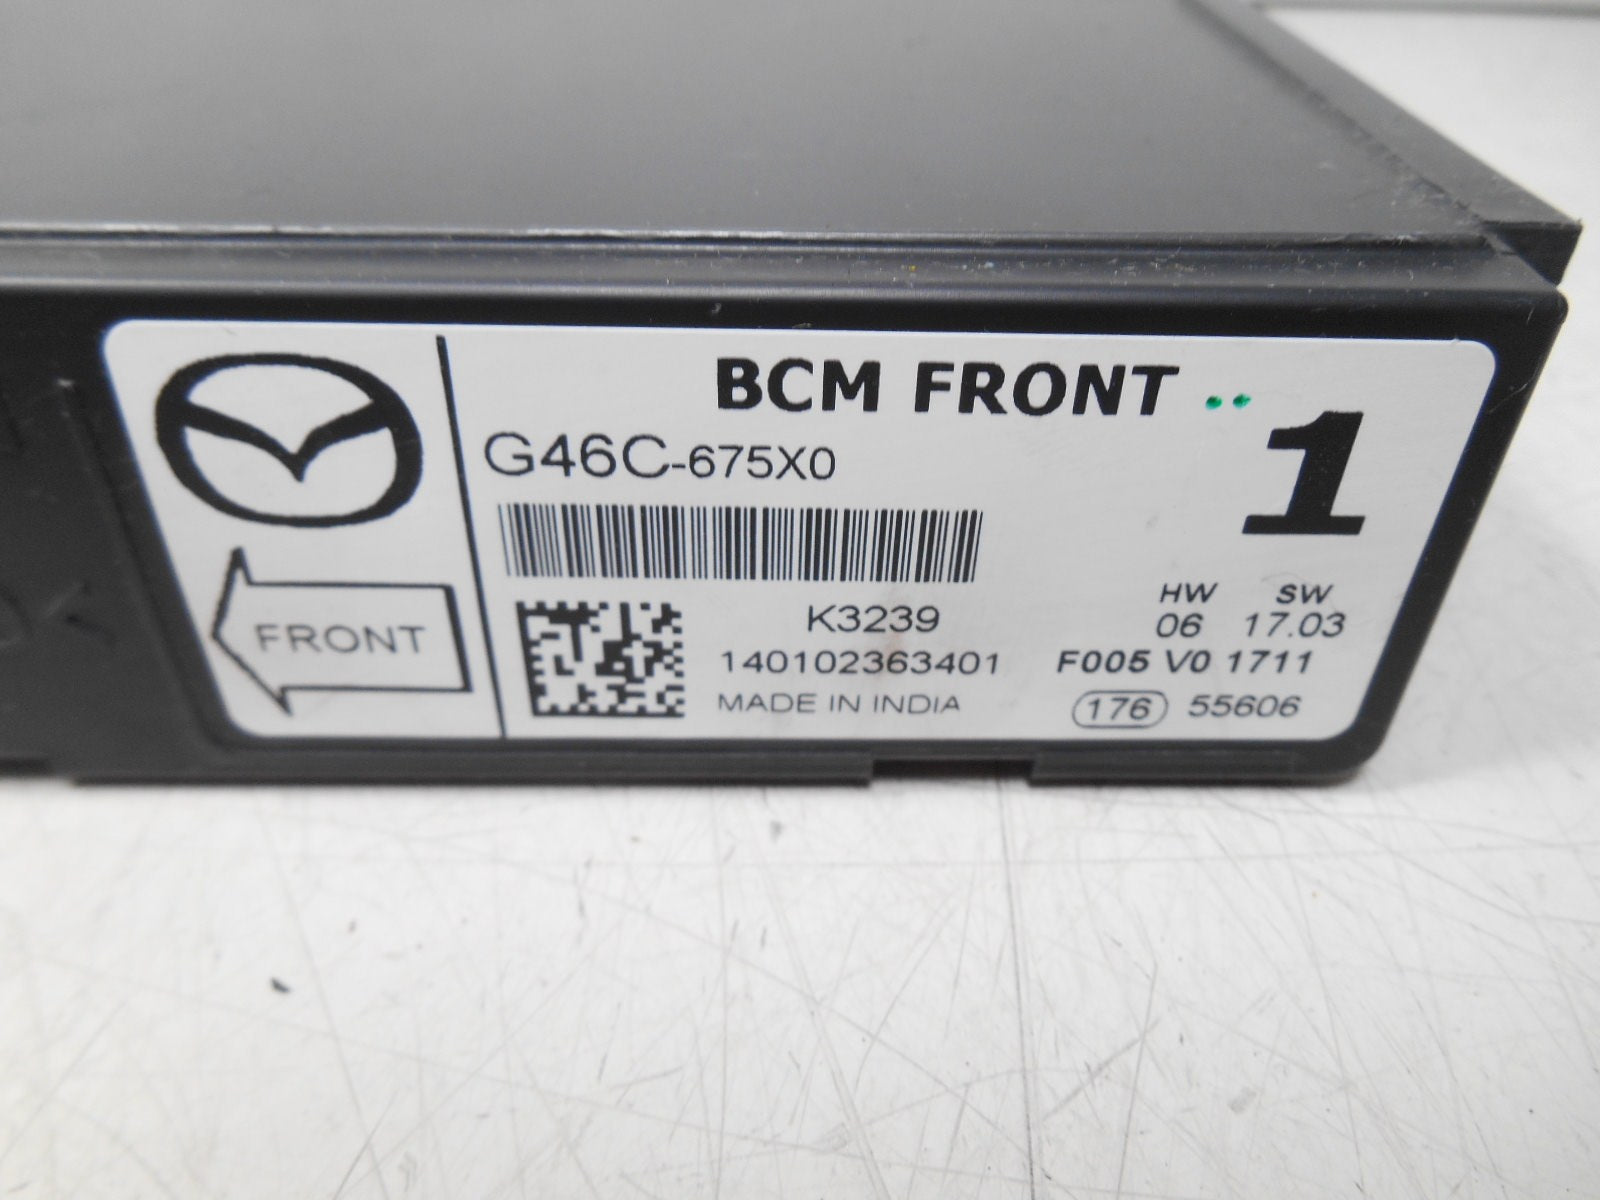 BCM FRONT
1
G46C-675X0
FRONT
K3239
HW SW
06 17.03
140102363401
F005 V0 1711
MADE IN INDIA
176 55606